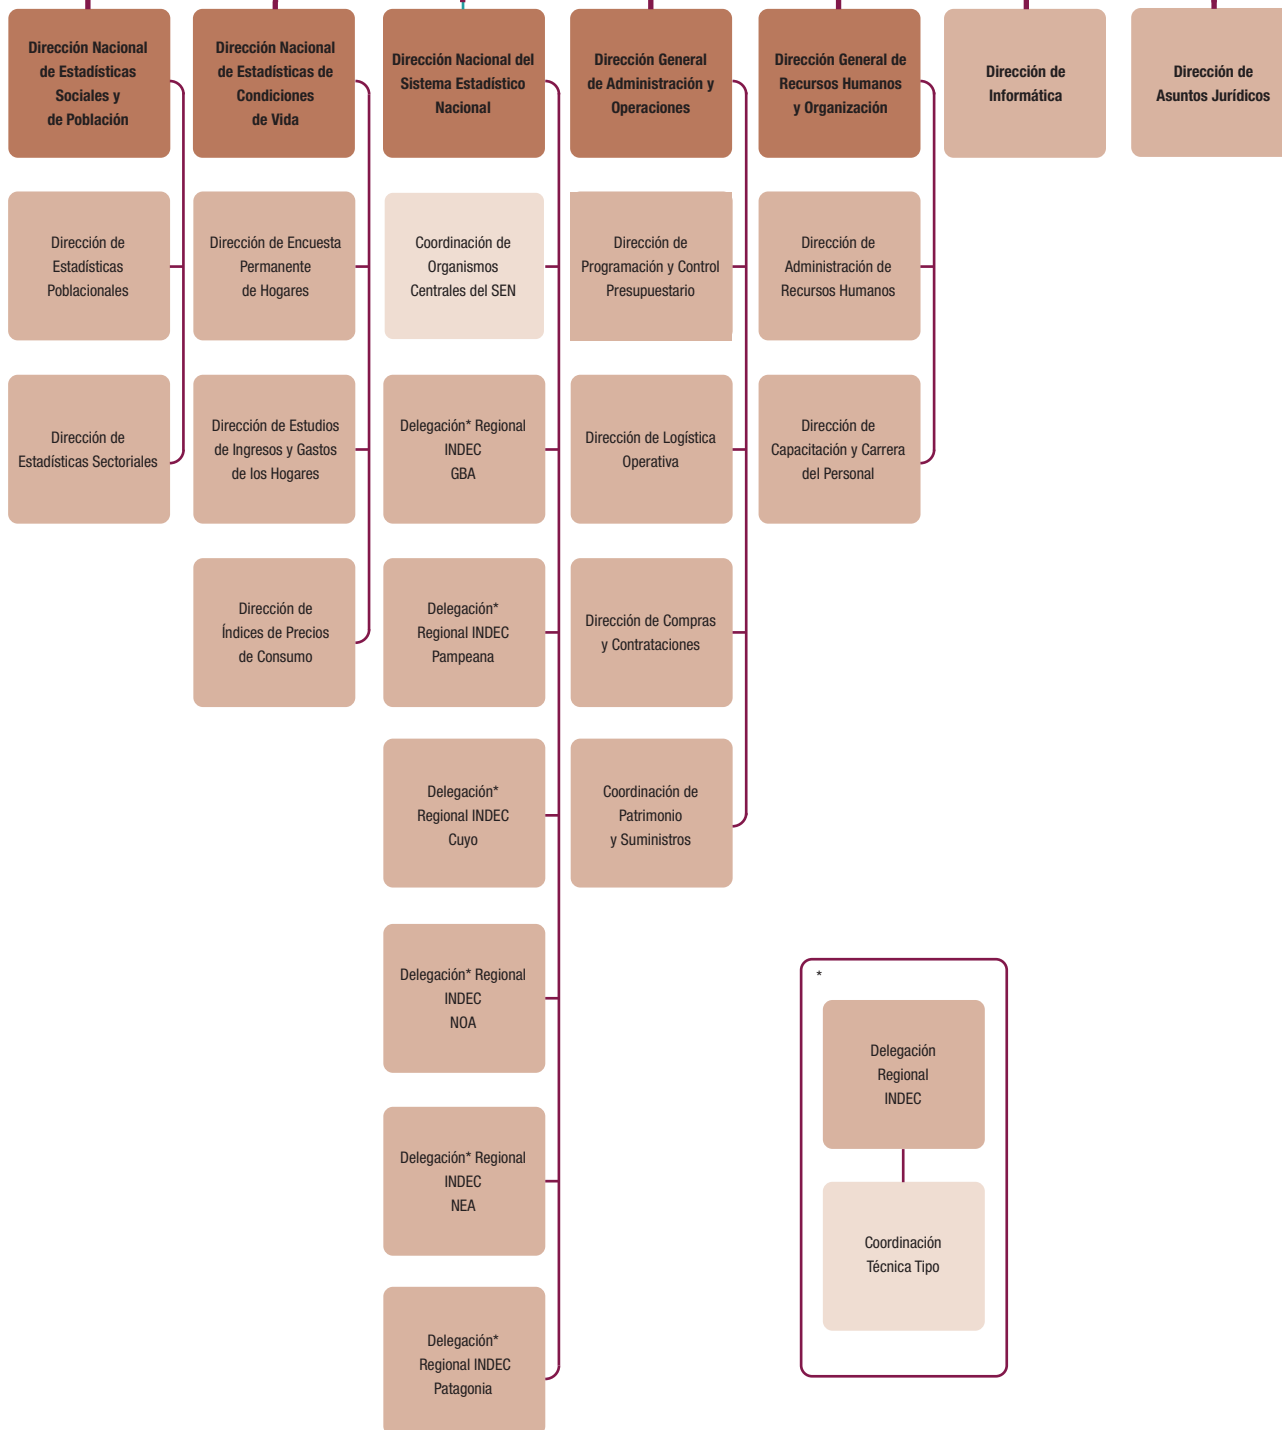 Dirección Nacional
de Estadísticas
Sociales y
de Población
Dirección Nacional
de Estadísticas de
Condiciones
de Vida
Dirección Nacional del
Sistema Estadístico
Nacional
Dirección General
de Administración y
Operaciones
Dirección General de
Recursos Humanos
y Organización
Dirección de
Informática
Dirección de
Asuntos Jurídicos
Dirección de
Estadísticas
Poblacionales
Dirección de Encuesta
Permanente
de Hogares
Coordinación de
Organismos
Centrales del SEN
Dirección de
Programación y Control
Presupuestario
Dirección de
Administración de
Recursos Humanos
Dirección de
Estadísticas Sectoriales
Dirección de Estudios
de Ingresos y Gastos
de los Hogares
Delegación* Regional
INDEC
GBA
Dirección de Logística
Operativa
Dirección de
Capacitación y Carrera
del Personal
Dirección de
Índices de Precios
de Consumo
Delegación*
Regional INDEC
Pampeana
Dirección de Compras
y Contrataciones
Delegación*
Regional INDEC
Cuyo
Coordinación de
Patrimonio
y Suministros
Delegación* Regional
INDEC
NOA
*
Delegación
Regional
INDEC
Delegación* Regional
INDEC
NEA
Coordinación
Técnica Tipo
Delegación*
Regional INDEC
Patagonia